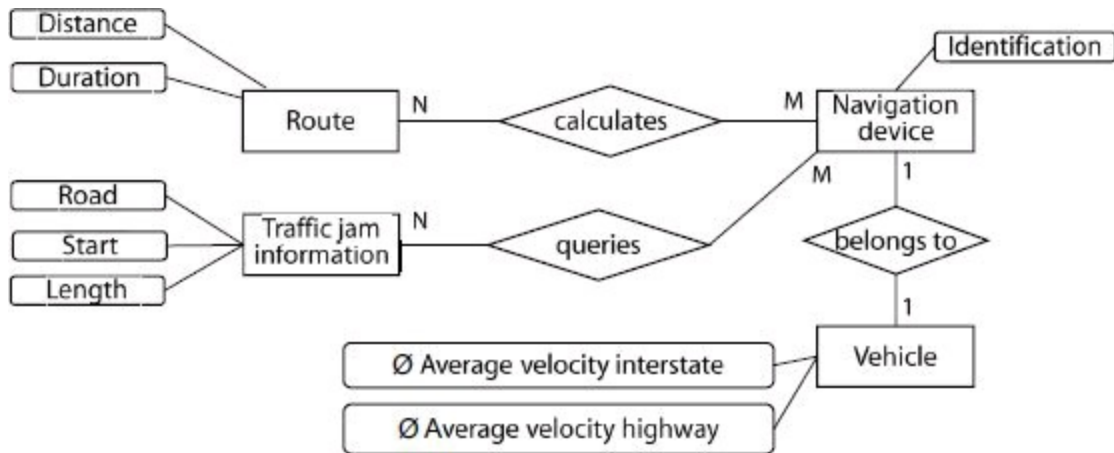 Distance
Identification
Duration
Route
N
calculates
M
Navigation
device
Road
Start
Length
Traffic jam
information
N
queries
M
1
belongs to
1
Ø Average velocity interstate
Vehicle
Ø Average velocity highway